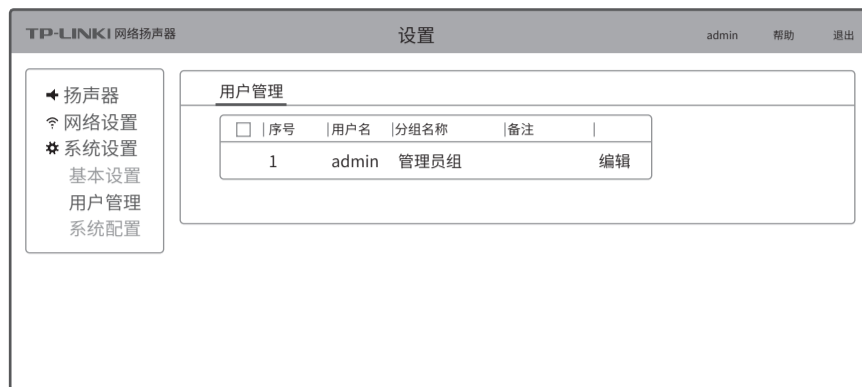 TP-LINK | 网络扬声器 设置 admin 帮助 退出
扬声器
网络设置
系统设置
基本设置
用户管理
系统配置
用户管理
序号 用户名 分组名称 备注
1 admin 管理员组 编辑